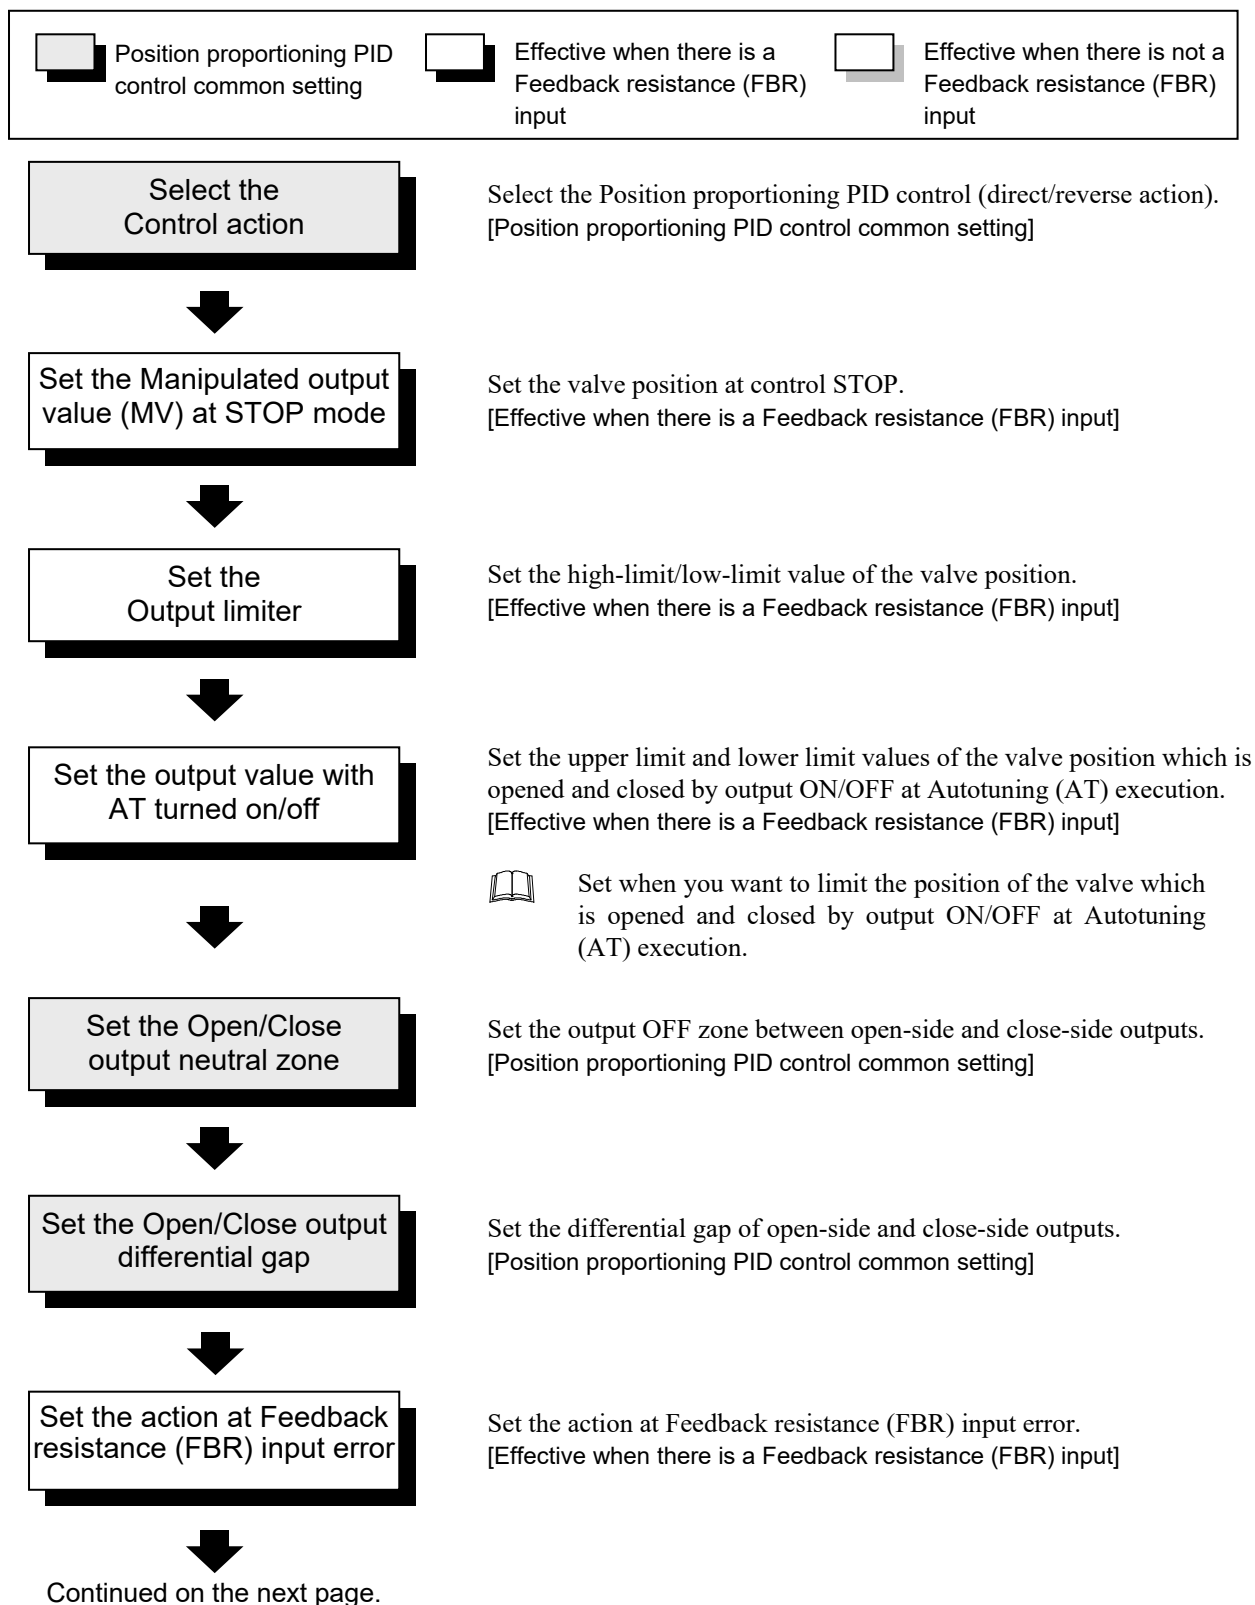 Position proportioning PID
control common setting
Effective when there is a
Feedback resistance (FBR)
input
Effective when there is not a
Feedback resistance (FBR)
input
Select the
Control action
Select the Position proportioning PID control (direct/reverse action).
[Position proportioning PID control common setting]
Set the Manipulated output
value (MV) at STOP mode
Set the valve position at control STOP.
[Effective when there is a Feedback resistance (FBR) input]
Set the
Output limiter
Set the high-limit/low-limit value of the valve position.
[Effective when there is a Feedback resistance (FBR) input]
Set the output value with
AT turned on/off
Set the upper limit and lower limit values of the valve position which is
opened and closed by output ON/OFF at Autotuning (AT) execution.
[Effective when there is a Feedback resistance (FBR) input]
Set when you want to limit the position of the valve which
is opened and closed by output ON/OFF at Autotuning
(AT) execution.
Set the Open/Close
output neutral zone
Set the output OFF zone between open-side and close-side outputs.
[Position proportioning PID control common setting]
Set the Open/Close output
differential gap
Set the differential gap of open-side and close-side outputs.
[Position proportioning PID control common setting]
Set the action at Feedback
resistance (FBR) input error
Set the action at Feedback resistance (FBR) input error.
[Effective when there is a Feedback resistance (FBR) input]
Continued on the next page.